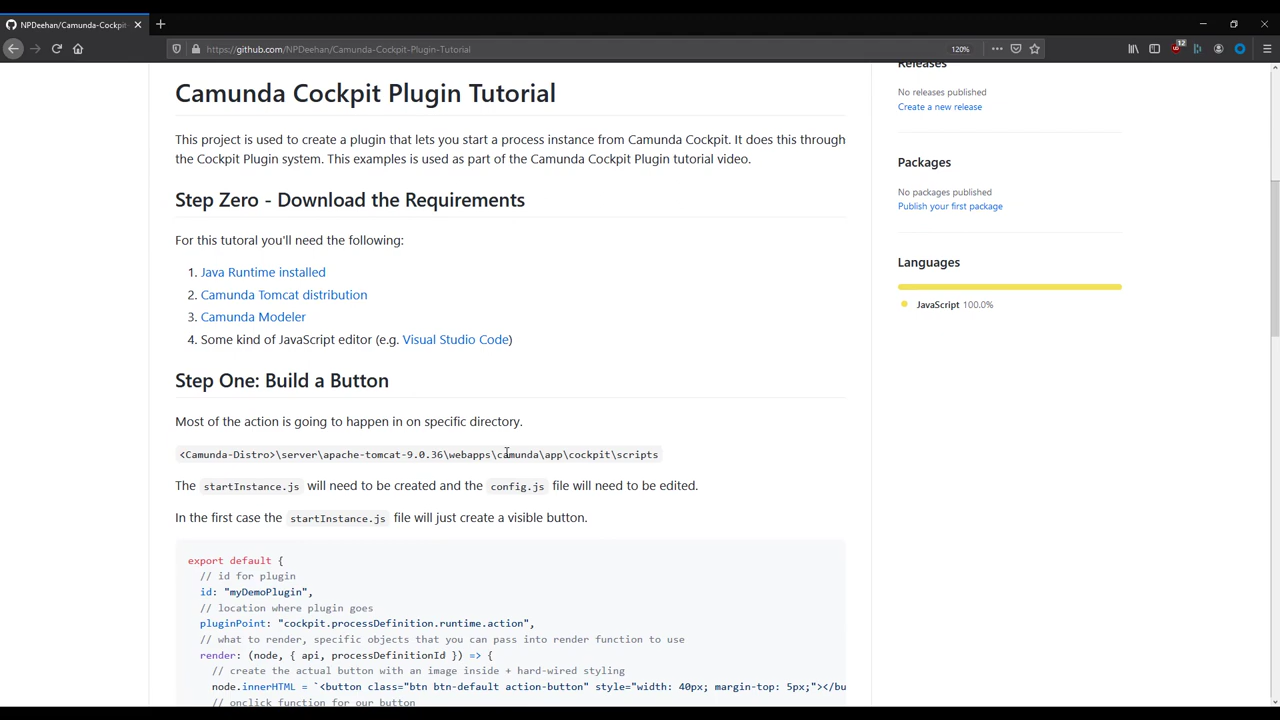 NPDeehan/Camunda-Cockpit-
https://github.com/NPDeehan/Camunda-Cockpit-Plugin-Tutorial
120%
12
Camunda Cockpit Plugin Tutorial
This project is used to create a plugin that lets you start a process instance from Camunda Cockpit. It does this through
the Cockpit Plugin system. This examples is used as part of the Camunda Cockpit Plugin tutorial video.
Step Zero - Download the Requirements
For this tutoral you'll need the following:
1. Java Runtime installed
2. Camunda Tomcat distribution
3. Camunda Modeler
4. Some kind of JavaScript editor (e.g. Visual Studio Code)
Step One: Build a Button
Most of the action is going to happen in on specific directory.
<Camunda-Distro>\server\apache-tomcat-9.0.36\webapps\camunda\app\cockpit\scripts
The startInstance.js will need to be created and the config.js file will need to be edited.
In the first case the startInstance.js file will just create a visible button.
export default {
// id for plugin
id: "myDemoPlugin",
// location where plugin goes
pluginPoint: "cockpit.processDefinition.runtime.action",
// what to render, specific objects that you can pass into render function to use
render: (node, { api, processDefinitionId }) => {
// create the actual button with an image inside + hard-wired styling
node.innerHTML = `<button class="btn btn-default action-button" style="width: 40px; margin-top: 5px;"></bu
// onclick function for our button
Releases
No releases published
Create a new release
Packages
No packages published
Publish your first package
Languages
JavaScript 100.0%